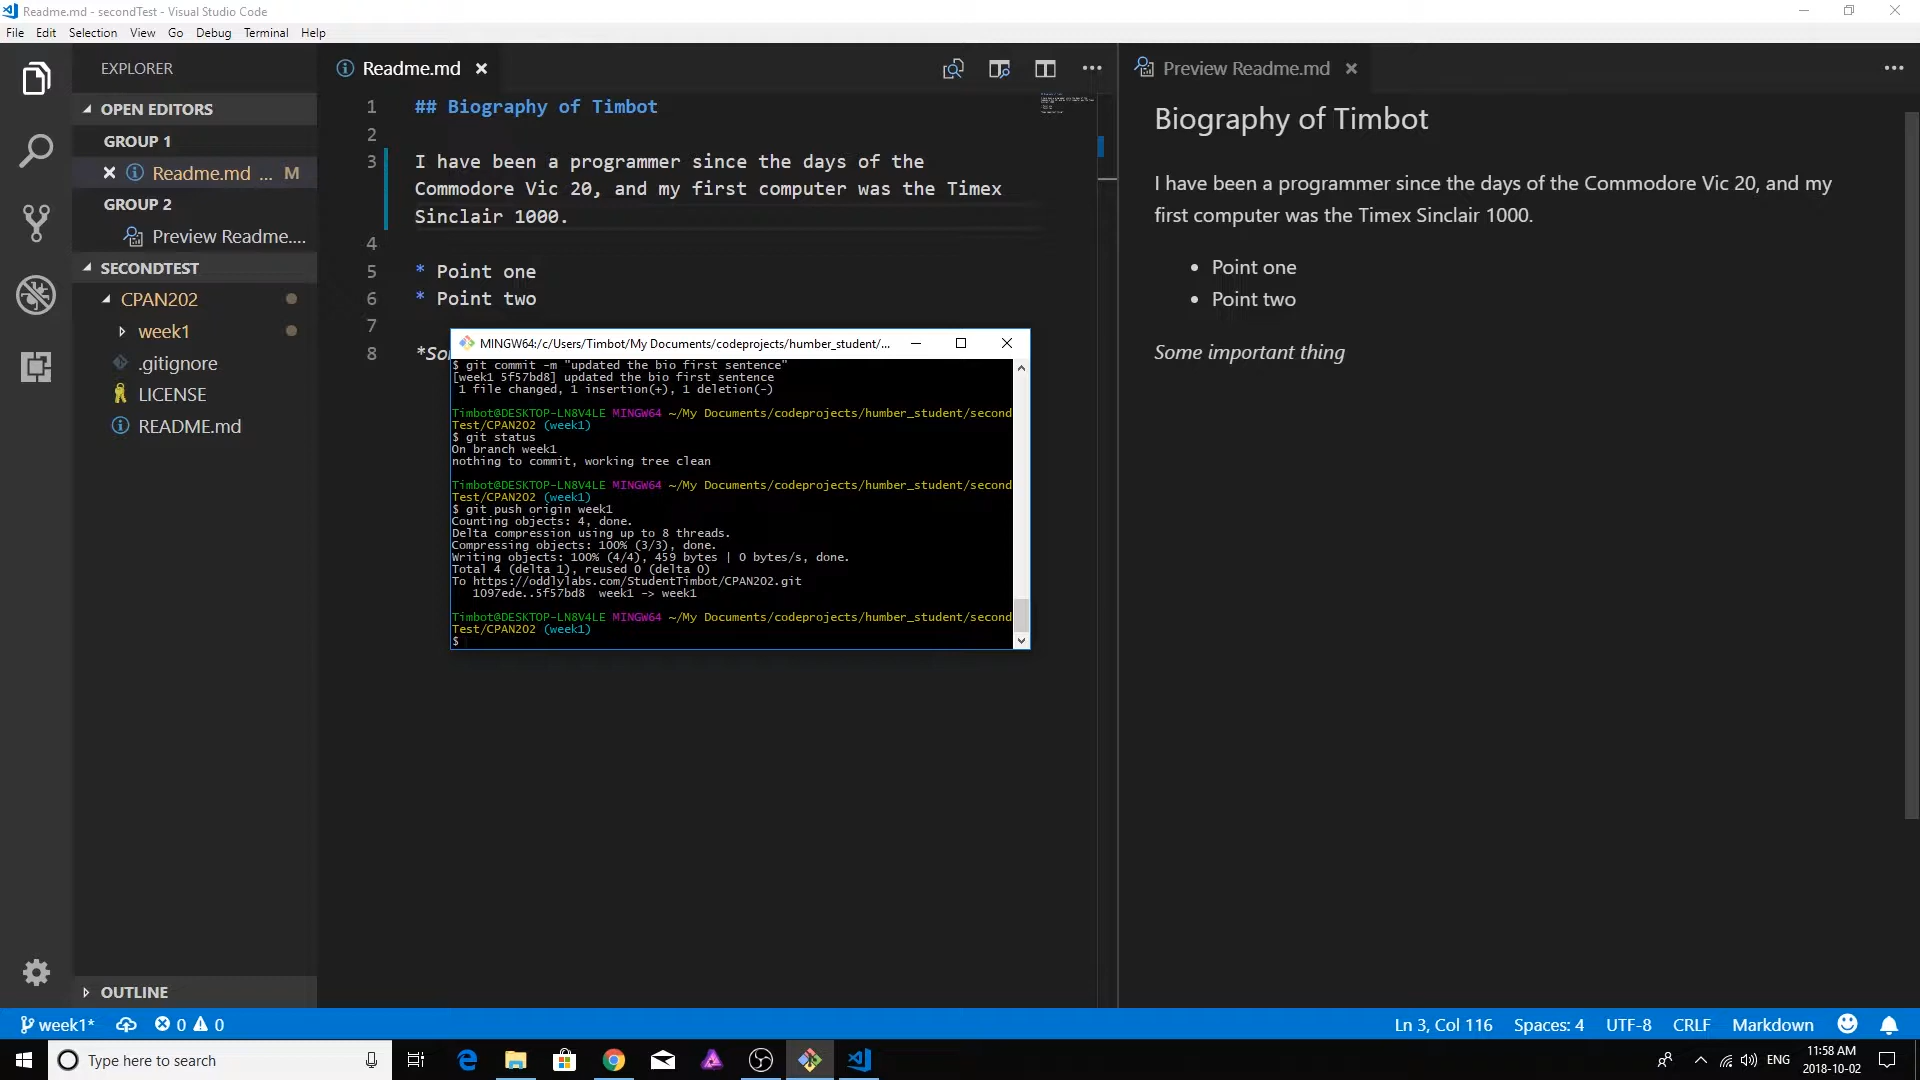 Readme.md - secondTest - Visual Studio Code
File Edit Selection View Go Debug Terminal Help
EXPLORER
OPEN EDITORS
GROUP 1
Readme.md ... M
GROUP 2
Preview Readme....
SECONDTEST
CPAN202
week1
.gitignore
LICENSE
README.md
OUTLINE
Readme.md
1 ## Biography of Timbot
2
3 I have been a programmer since the days of the
Commodore Vic 20, and my first computer was the Timex
Sinclair 1000.
4
5 * Point one
6 * Point two
7
8 *So
MINGW64:/c/Users/Timbot/My Documents/codeprojects/humber_student/...
$ git commit -m "updated the bio first sentence"
[week1 5f57bd8] updated the bio first sentence
1 file changed, 1 insertion(+), 1 deletion(-)
Timbot@DESKTOP-LN8V4LE MINGW64 ~/My Documents/codeprojects/humber_student/second
Test/CPAN202 (week1)
$ git status
On branch week1
nothing to commit, working tree clean
Timbot@DESKTOP-LN8V4LE MINGW64 ~/My Documents/codeprojects/humber_student/second
Test/CPAN202 (week1)
$ git push origin week1
Counting objects: 4, done.
Delta compression using up to 8 threads.
Compressing objects: 100% (3/3), done.
Writing objects: 100% (4/4), 459 bytes | 0 bytes/s, done.
Total 4 (delta 1), reused 0 (delta 0)
To https://oddlylabs.com/StudentTimbot/CPAN202.git
1097ede..5f57bd8 week1 -> week1
Timbot@DESKTOP-LN8V4LE MINGW64 ~/My Documents/codeprojects/humber_student/second
Test/CPAN202 (week1)
$
Preview Readme.md
Biography of Timbot
I have been a programmer since the days of the Commodore Vic 20, and my
first computer was the Timex Sinclair 1000.
• Point one
• Point two
Some important thing
week1* 0 0 Ln 3, Col 116 Spaces: 4 UTF-8 CRLF Markdown
Type here to search
ENG
11:58 AM
2018-10-02